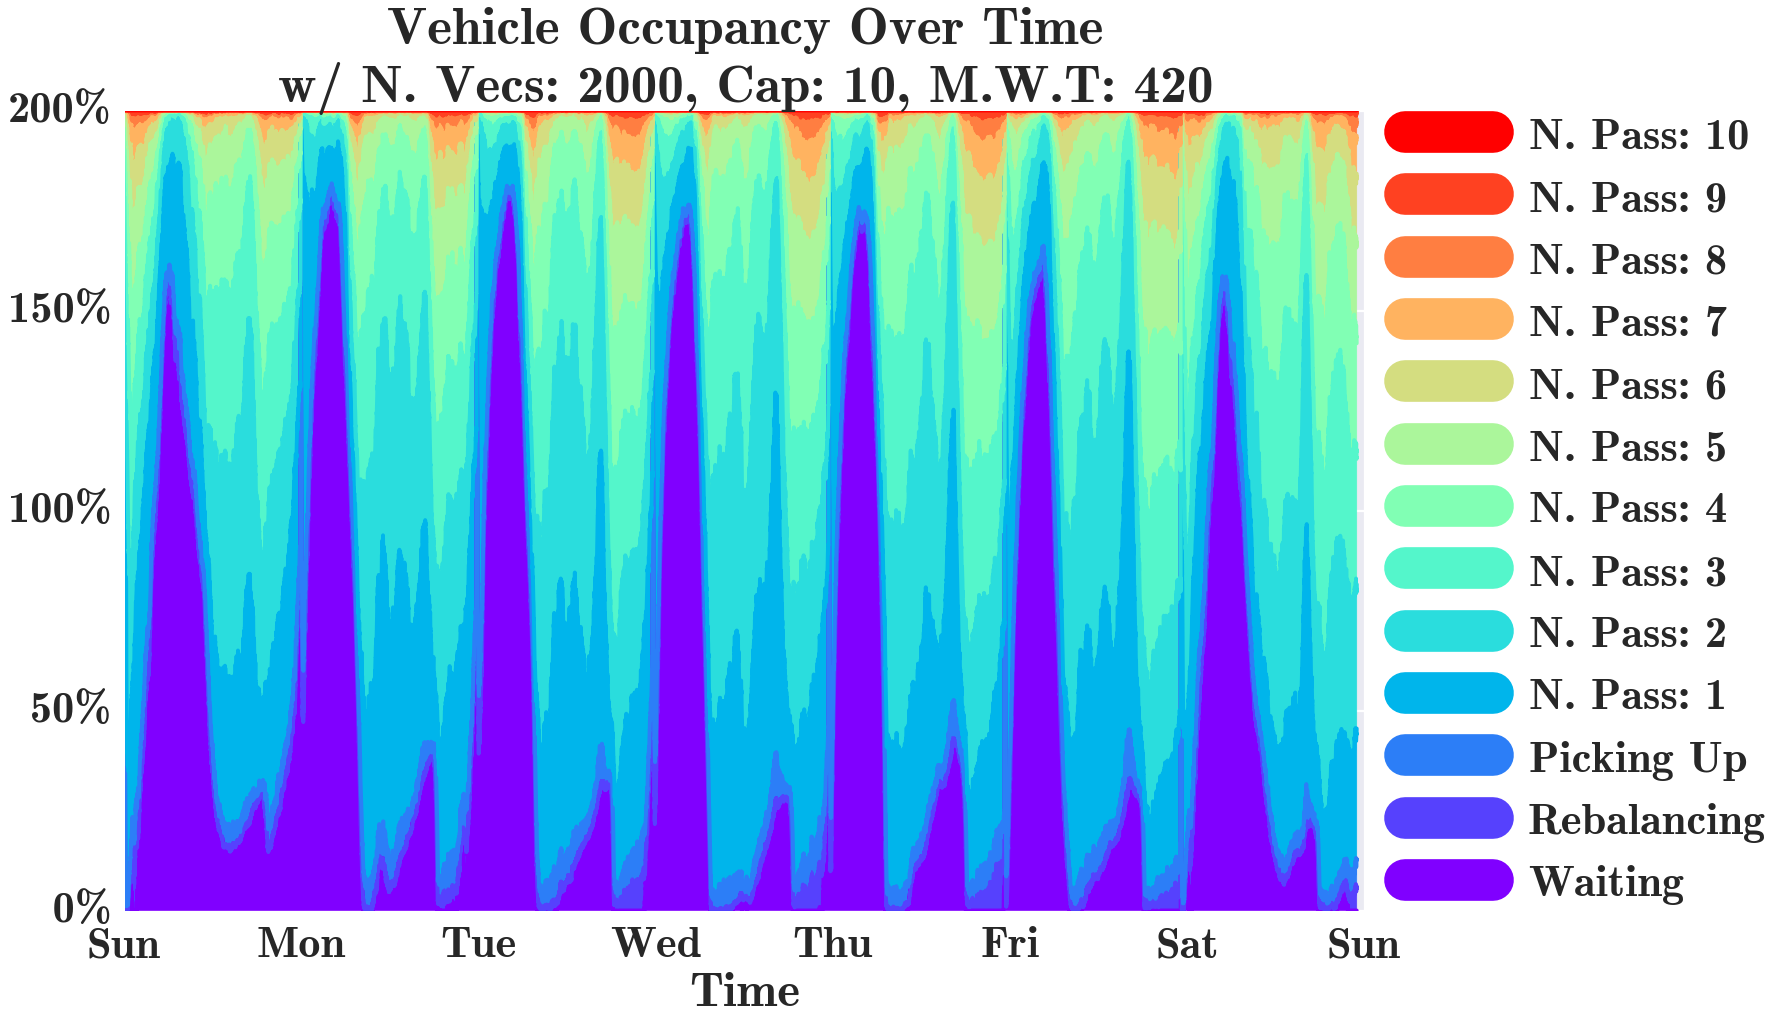 Vehicle Occupancy Over Time
w/ N. Vecs: 2000, Cap: 10, M.W.T: 420
200%
150%
100%
50%
0%
Sun Mon Tue Wed Thu Fri Sat Sun
Time
N. Pass: 10
N. Pass: 9
N. Pass: 8
N. Pass: 7
N. Pass: 6
N. Pass: 5
N. Pass: 4
N. Pass: 3
N. Pass: 2
N. Pass: 1
Picking Up
Rebalancing
Waiting